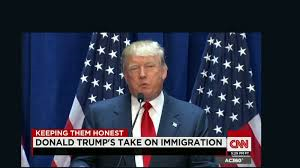 KEEPING THEM HONEST
DONALD TRUMP'S TAKE ON IMMIGRATION
CNN
AC360°